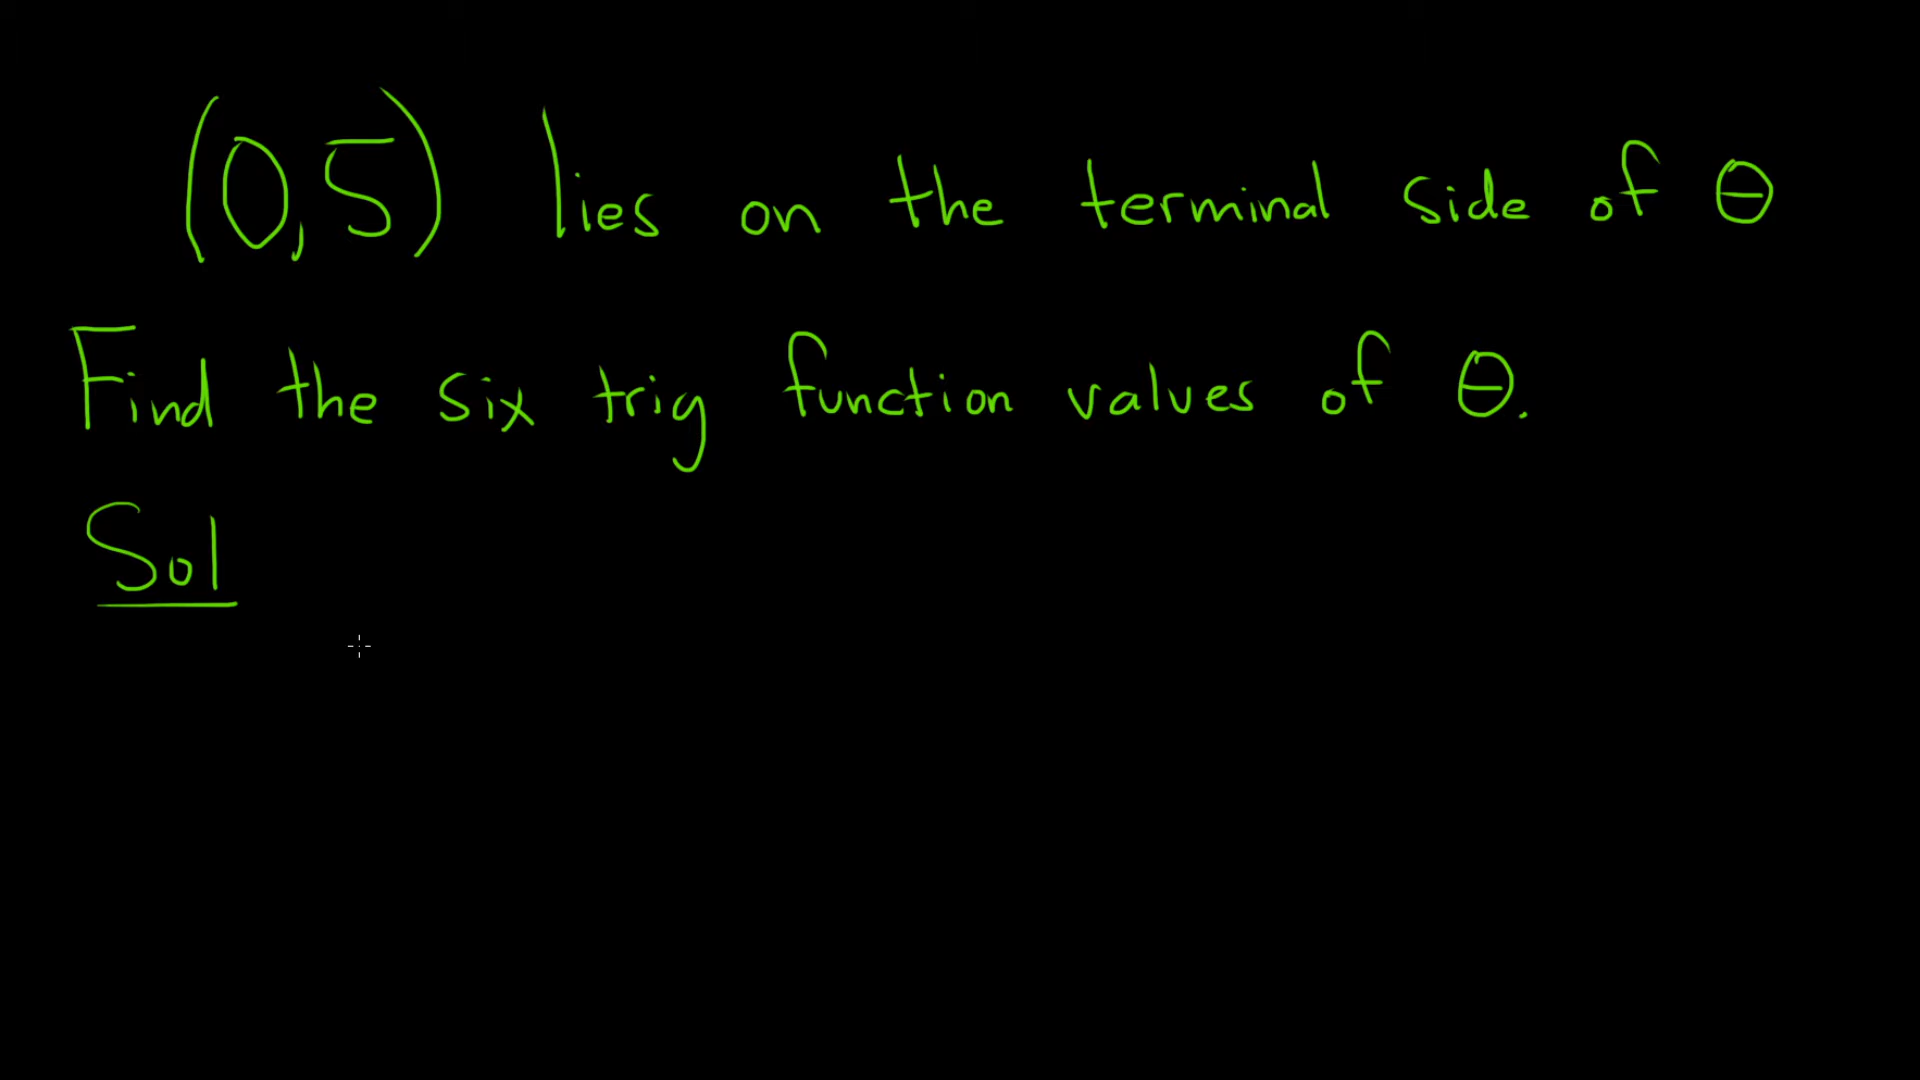 (0,5) lies on the terminal side of θ
Find the six trig function values of θ.
Sol